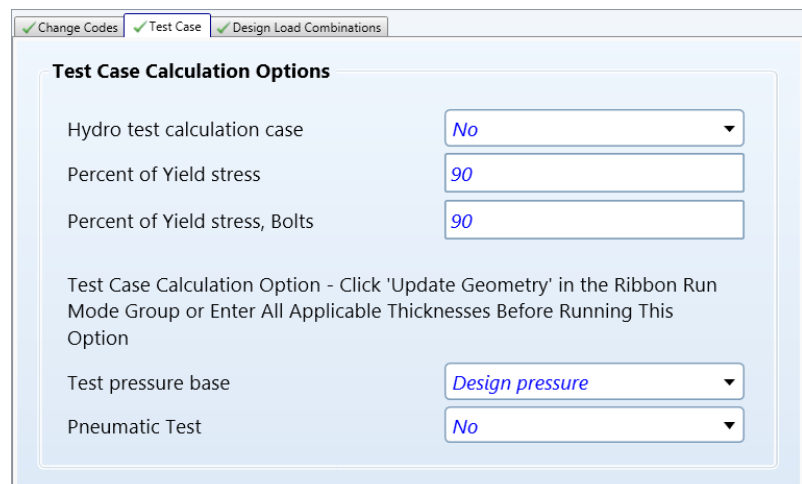 Change Codes Test Case Design Load Combinations
Test Case Calculation Options
Hydro test calculation case No
Percent of Yield stress 90
Percent of Yield stress, Bolts 90
Test Case Calculation Option - Click 'Update Geometry' in the Ribbon Run
Mode Group or Enter All Applicable Thicknesses Before Running This
Option
Test pressure base Design pressure
Pneumatic Test No